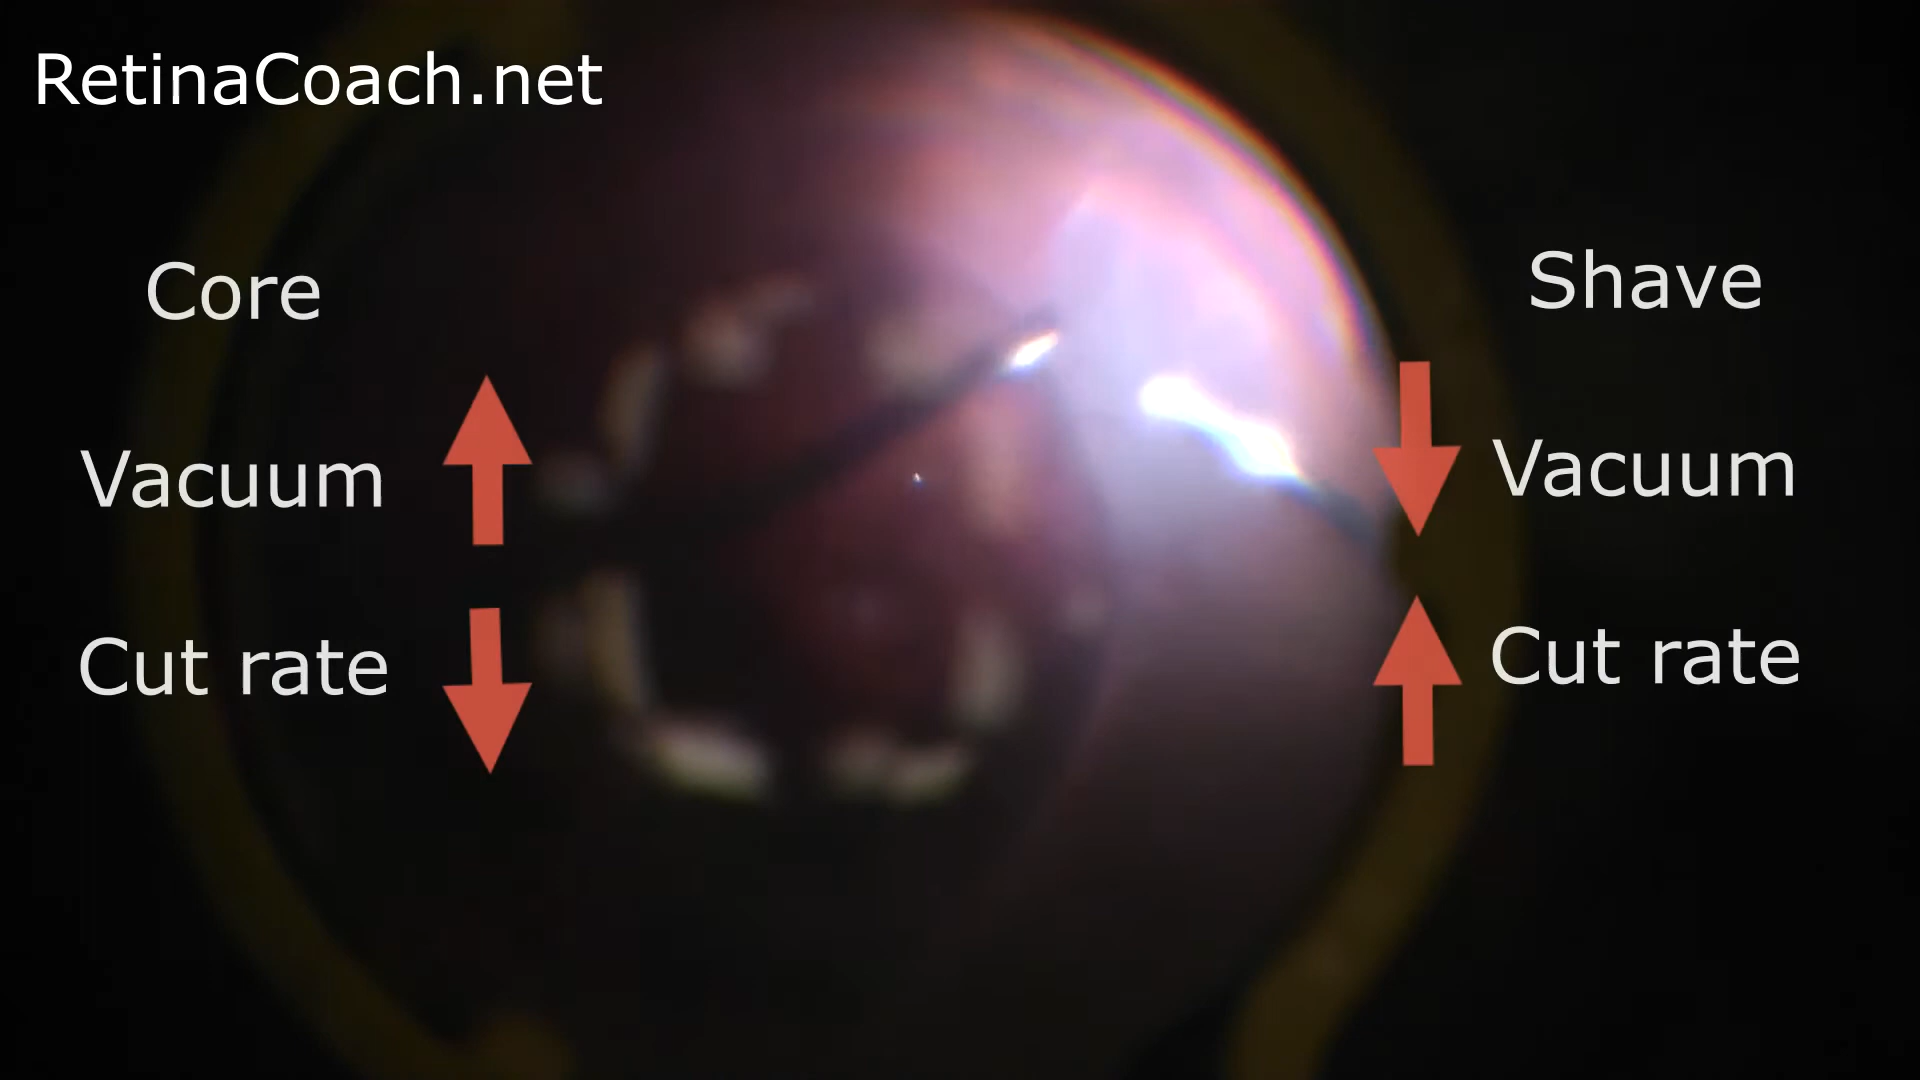 RetinaCoach.net
Core
Vacuum
Cut rate
Shave
Vacuum
Cut rate